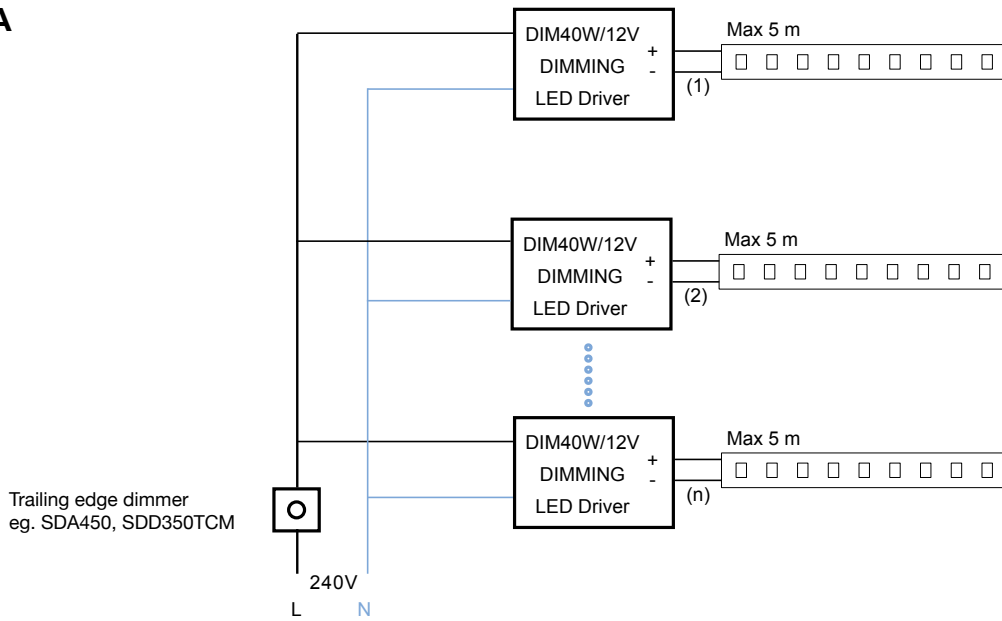 A
DIM40W/12V
DIMMING
LED Driver
+
-
(1)
Max 5 m
DIM40W/12V
DIMMING
LED Driver
+
-
(2)
Max 5 m
DIM40W/12V
DIMMING
LED Driver
+
-
(n)
Max 5 m
Trailing edge dimmer
eg. SDA450, SDD350TCM
240V
L N